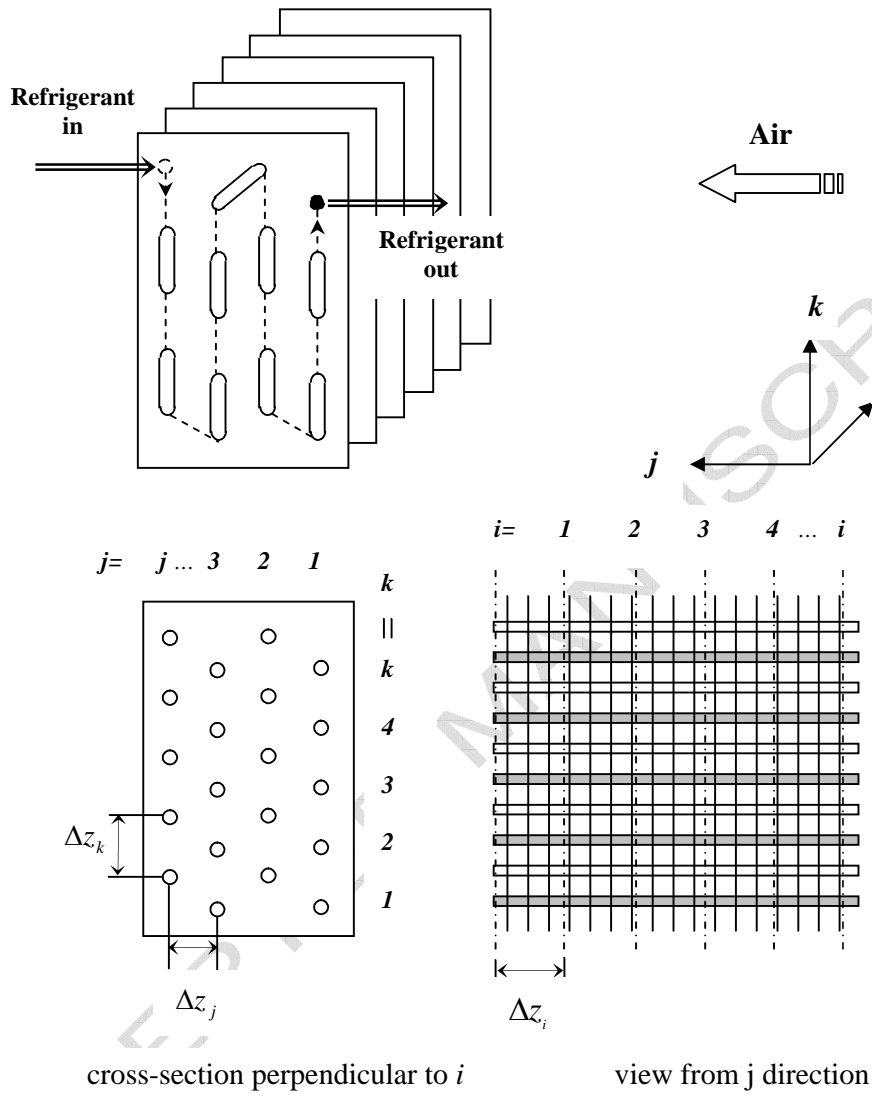 Refrigerant
in
Air
Refrigerant
out
k
j
i= 1 2 3 4 ... i
j= j ... 3 2 1
k
=
k
4
3
2
1
Δz_k
Δz_j
Δz_i
cross-section perpendicular to i
view from j direction